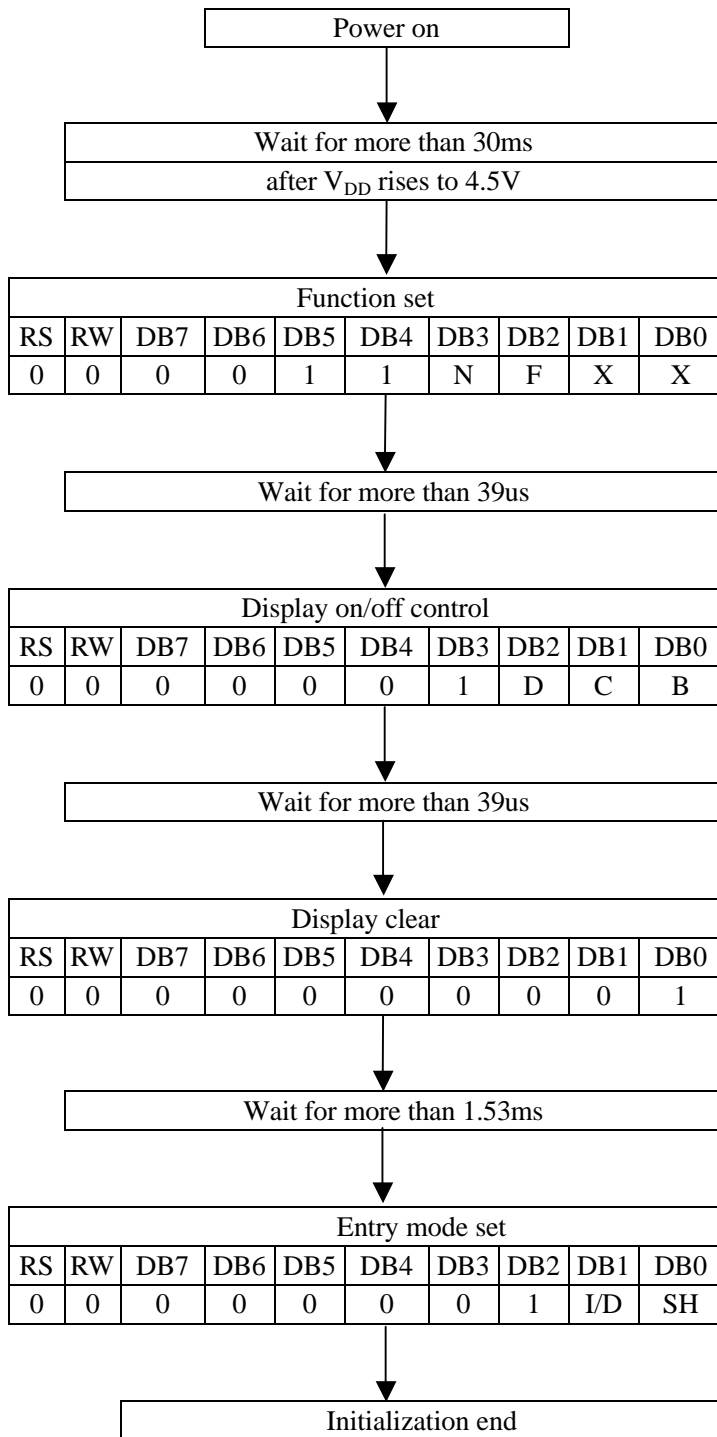 Power on
Wait for more than 30ms
after VDD rises to 4.5V
Function set
RS RW DB7 DB6 DB5 DB4 DB3 DB2 DB1 DB0
0 0 0 0 1 1 N F X X
Wait for more than 39us
Display on/off control
RS RW DB7 DB6 DB5 DB4 DB3 DB2 DB1 DB0
0 0 0 0 0 0 1 D C B
Wait for more than 39us
Display clear
RS RW DB7 DB6 DB5 DB4 DB3 DB2 DB1 DB0
0 0 0 0 0 0 0 0 0 1
Wait for more than 1.53ms
Entry mode set
RS RW DB7 DB6 DB5 DB4 DB3 DB2 DB1 DB0
0 0 0 0 0 0 0 1 I/D SH
Initialization end